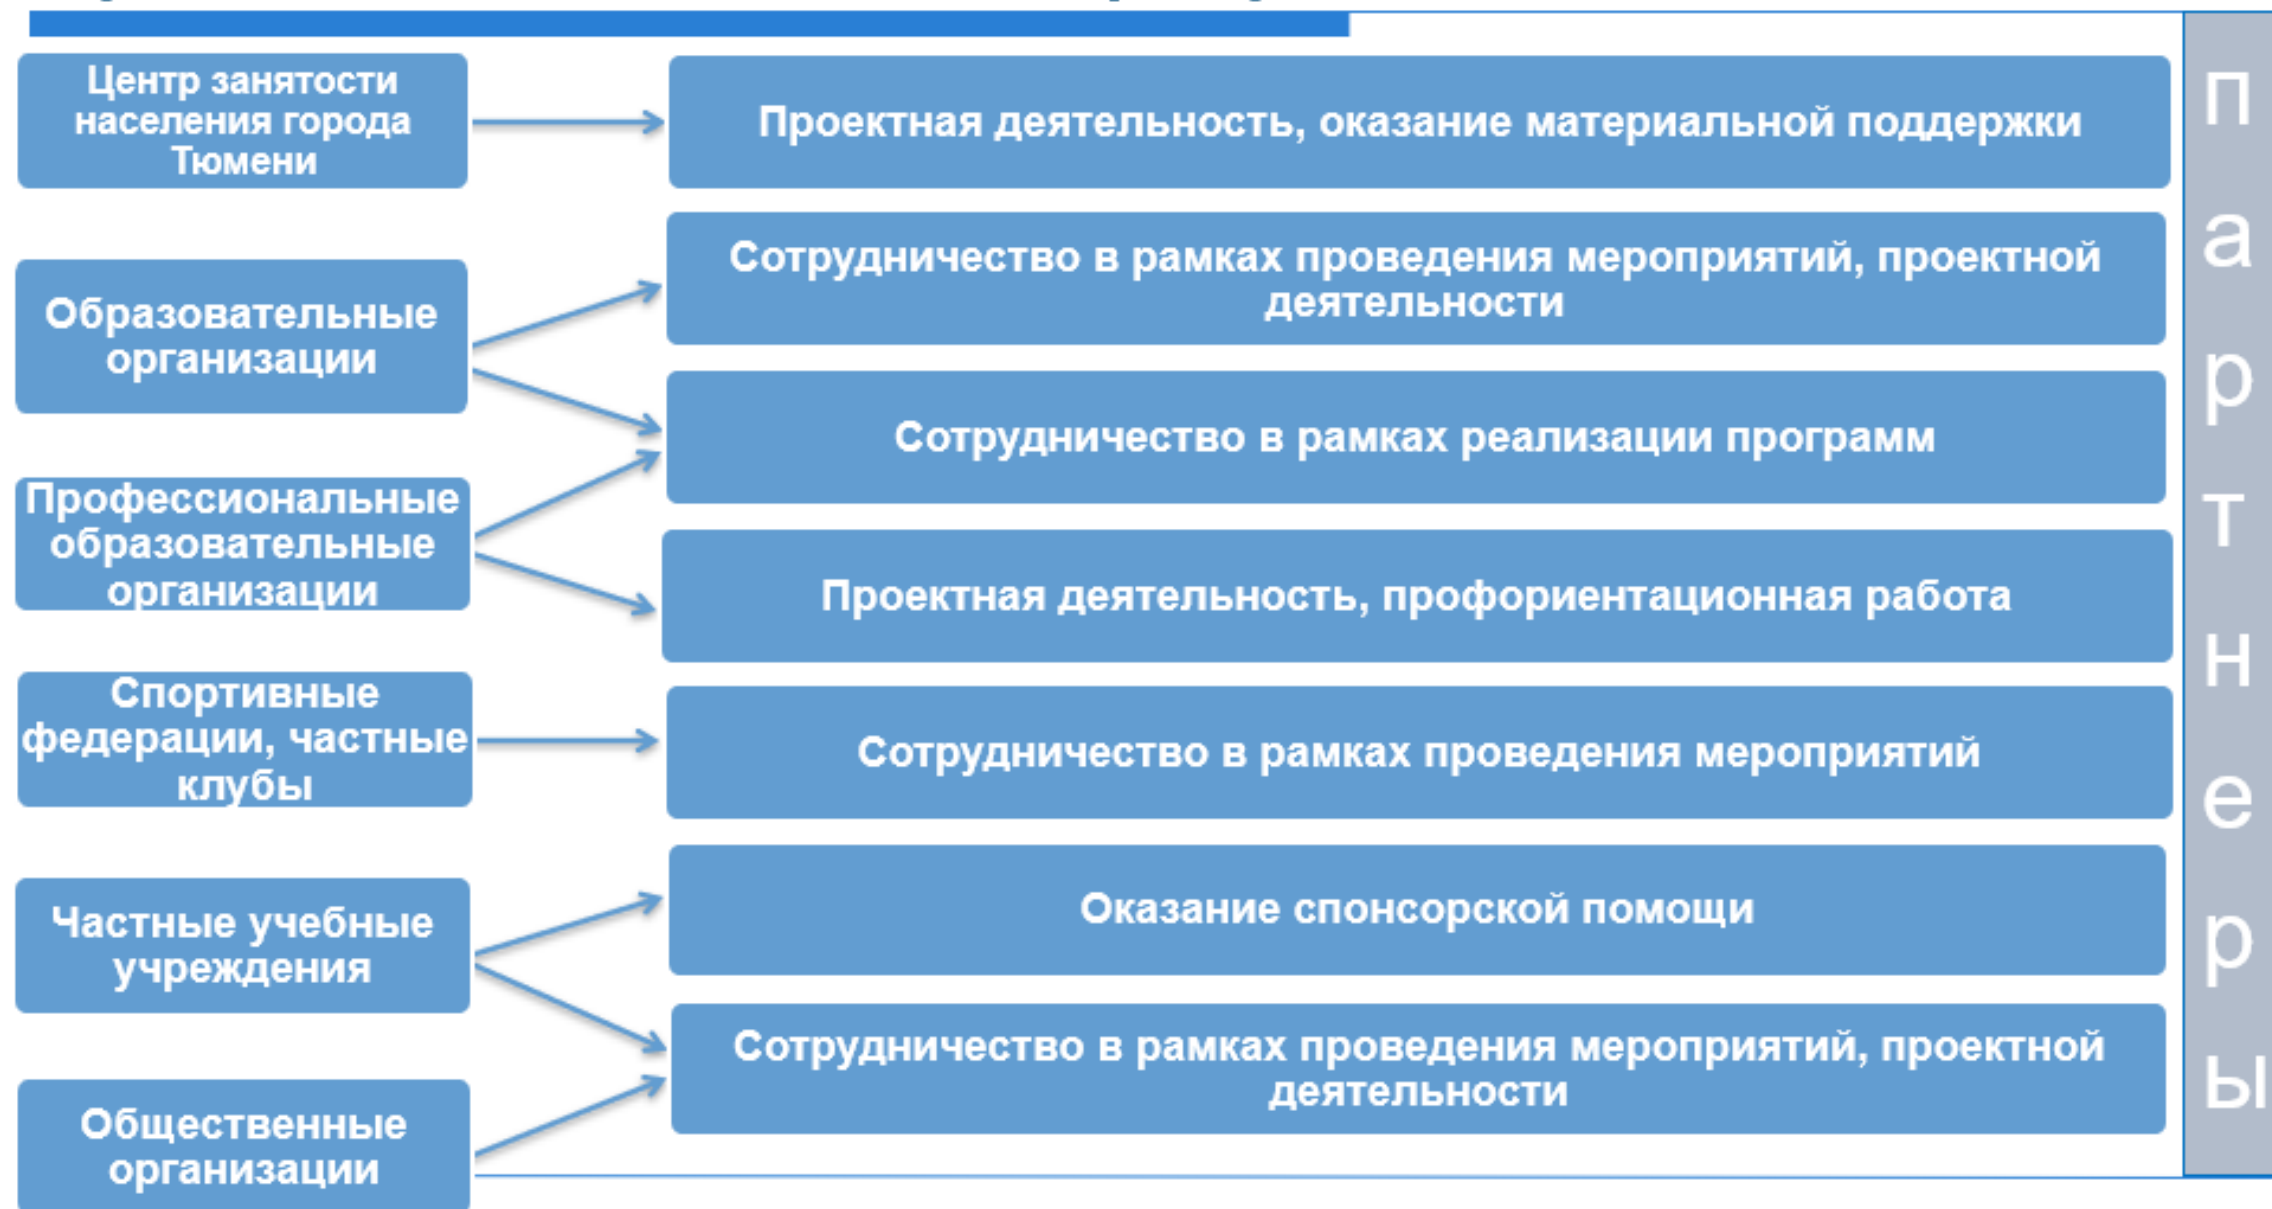 Центр занятости
населения города
Тюмени
Проектная деятельность, оказание материальной поддержки
Образовательные
организации
Сотрудничество в рамках проведения мероприятий, проектной
деятельности
Сотрудничество в рамках реализации программ
Профессиональные
образовательные
организации
Проектная деятельность, профориентационная работа
Спортивные
федерации, частные
клубы
Сотрудничество в рамках проведения мероприятий
Частные учебные
учреждения
Оказание спонсорской помощи
Сотрудничество в рамках проведения мероприятий, проектной
деятельности
Общественные
организации
п
а
р
т
н
е
р
ы